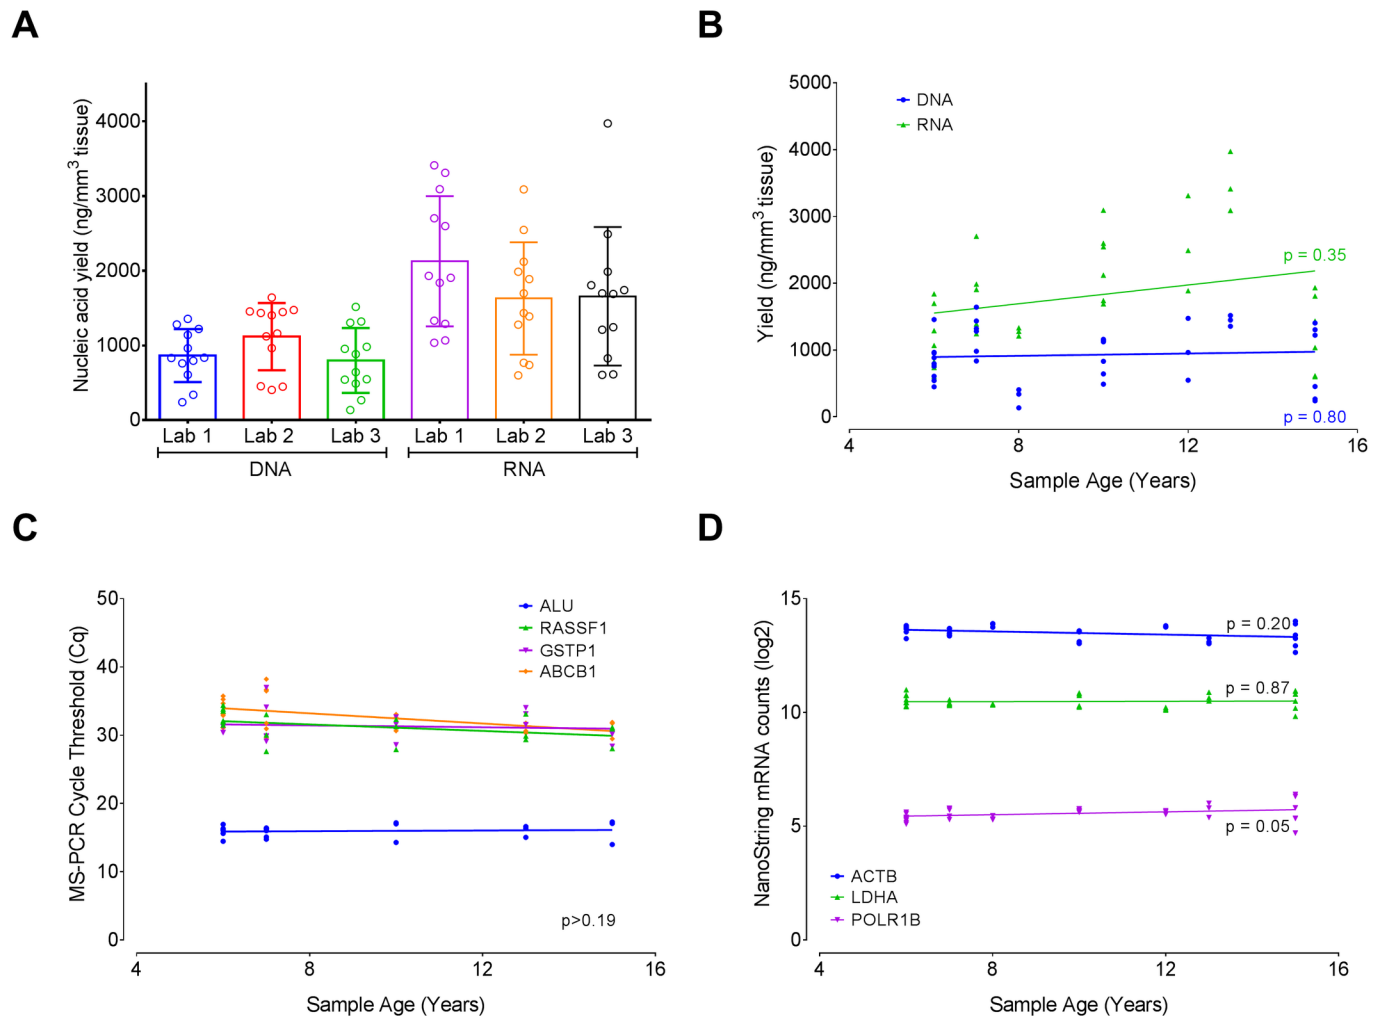 A
Nucleic acid yield (ng/mm³ tissue)
4000
3000
2000
1000
0
Lab 1 Lab 2 Lab 3 Lab 1 Lab 2 Lab 3
DNA RNA
B
Yield (ng/mm³ tissue)
5000
4000
3000
2000
1000
0
DNA
RNA
p = 0.35
p = 0.80
4 8 12 16
Sample Age (Years)
C
MS-PCR Cycle Threshold (Cq)
50
40
30
20
10
0
ALU
RASSF1
GSTP1
ABCB1
p>0.19
4 8 12 16
Sample Age (Years)
D
NanoString mRNA counts (log2)
15
10
5
0
p = 0.20
p = 0.87
p = 0.05
ACTB
LDHA
POLR1B
4 8 12 16
Sample Age (Years)